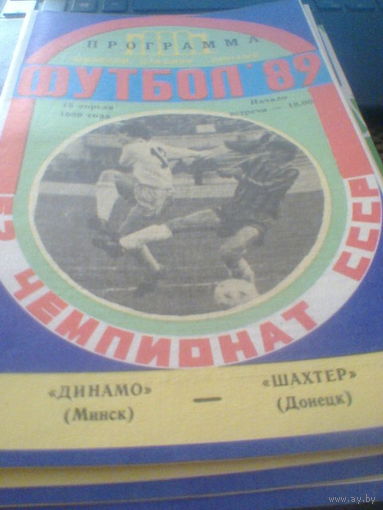 ПРОГРАММА
ФУТБОЛ'89
апреля
1989 года
Начало
встречи — 18.00
52 ЧЕМПИОНАТ СССР
«ДИНАМО»
(Минск)
—
«ШАХТЕР»
(Донецк)
www.ay.by